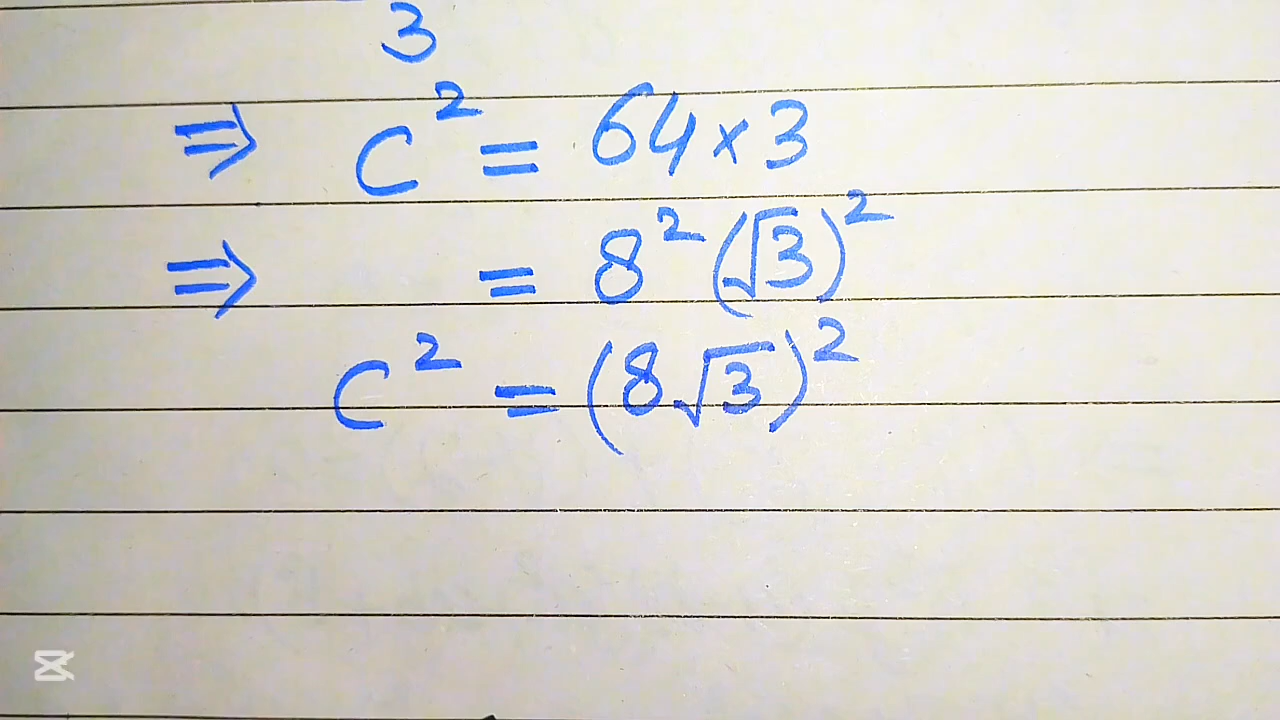 3
⇒ C² = 64 × 3
⇒ = 8² (√3)²
C² = (8√3)²